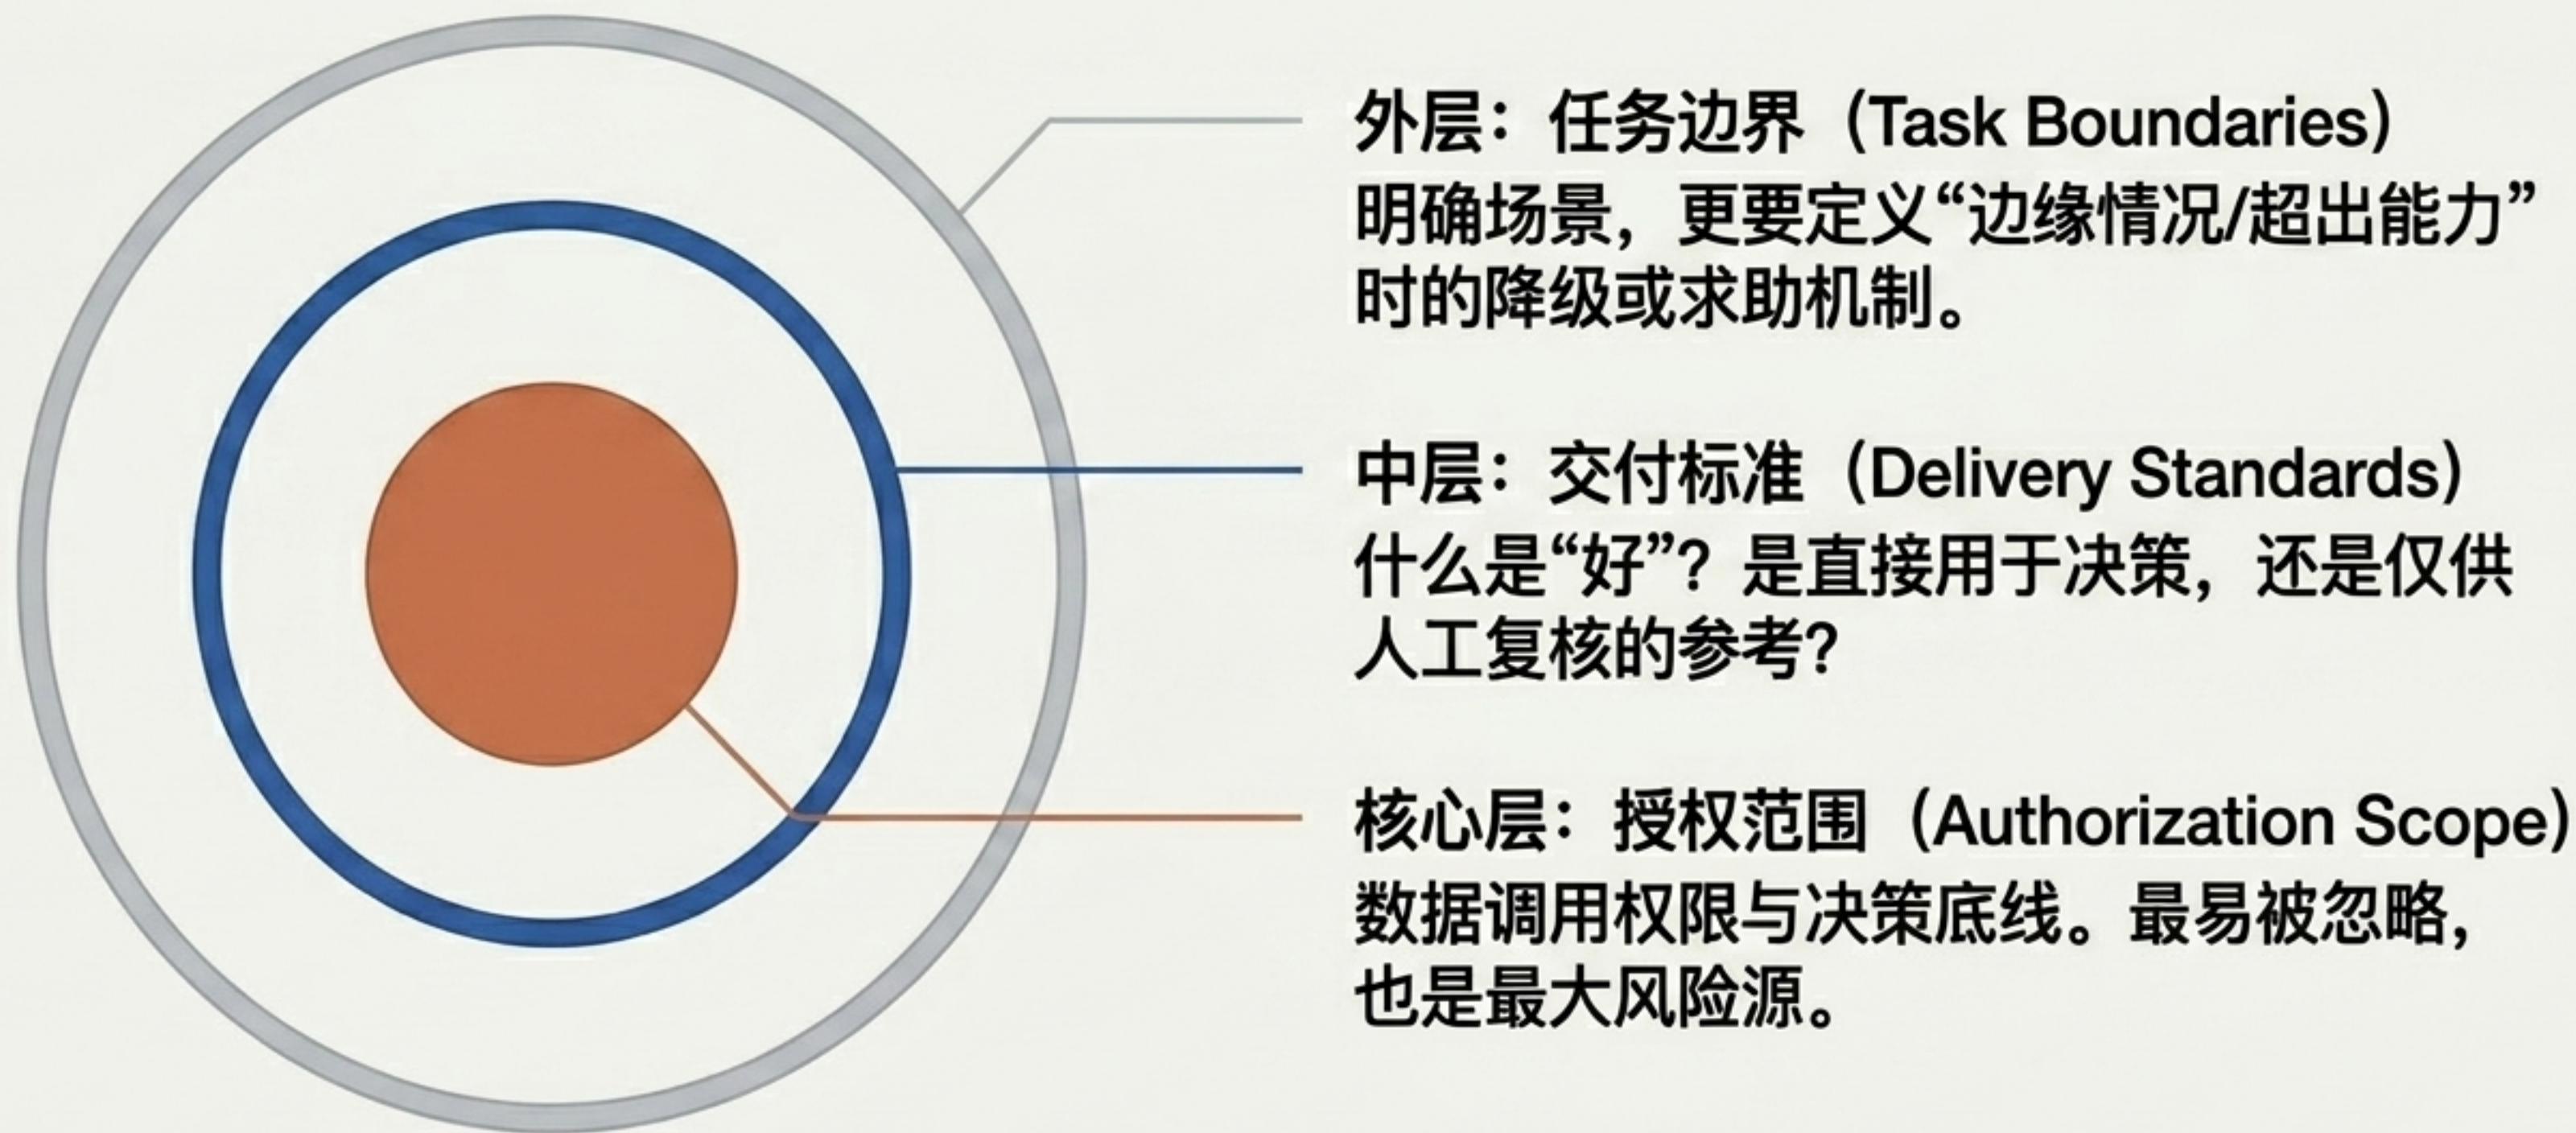 外层：任务边界（Task Boundaries）
明确场景，更要定义“边缘情况/超出能力”
时的降级或求助机制。
中层：交付标准（Delivery Standards）
什么是“好”？是直接用于决策，还是仅供
人工复核的参考？
核心层：授权范围（Authorization Scope）
数据调用权限与决策底线。最易被忽略，
也是最大风险源。